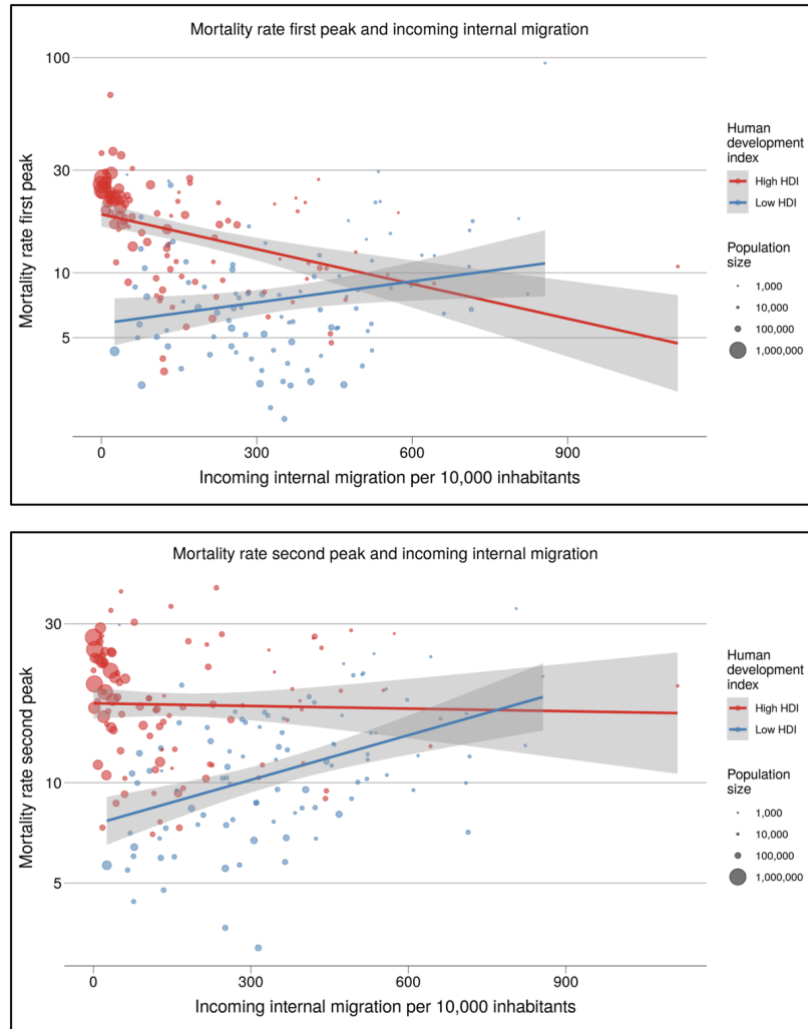 Mortality rate first peak and incoming internal migration
100
30
10
5
Mortality rate first peak
0
300
600
900
Incoming internal migration per 10,000 inhabitants
Human
development
index
High HDI
Low HDI
Population
size
1,000
10,000
100,000
1,000,000
Mortality rate second peak and incoming internal migration
30
10
5
Mortality rate second peak
0
300
600
900
Incoming internal migration per 10,000 inhabitants
Human
development
index
High HDI
Low HDI
Population
size
1,000
10,000
100,000
1,000,000